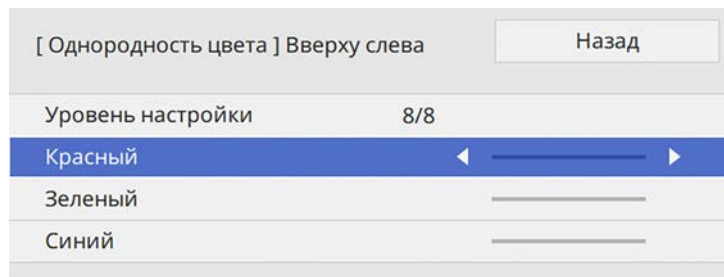 [ Однородность цвета ] Вверху слева
Назад
Уровень настройки 8/8
Красный
Зеленый
Синий